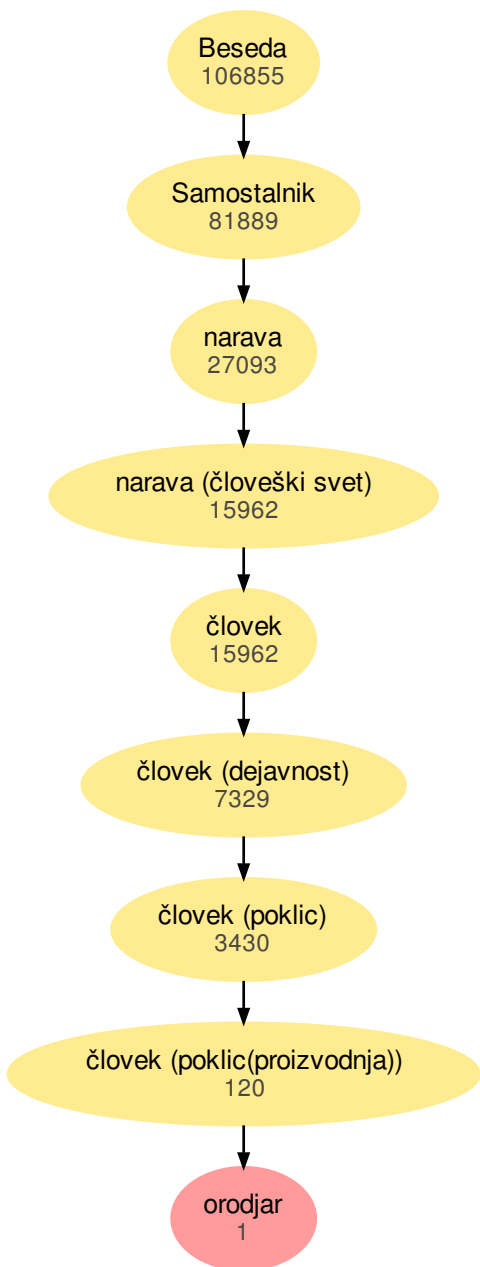 Beseda
106855
Samostalnik
81889
narava
27093
narava (človeški svet)
15962
človek
15962
človek (dejavnost)
7329
človek (poklic)
3430
človek (poklic(proizvodnja))
120
orodjar
1